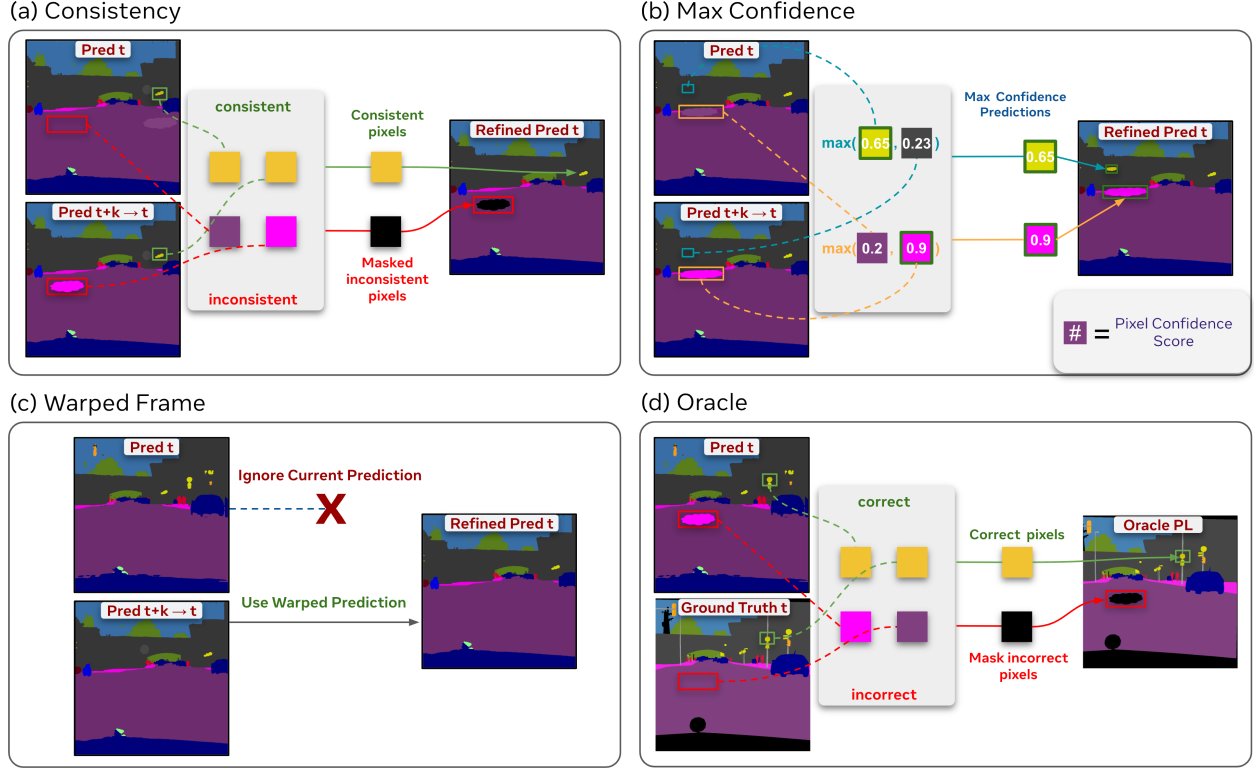 (a) Consistency
Pred t
consistent
Consistent
pixels
Refined Pred t
Pred t+k → t
Masked
inconsistent
pixels
inconsistent
(b) Max Confidence
Pred t
Max Confidence
Predictions
max( 0.65 , 0.23 )
0.65
Refined Pred t
Pred t+k → t
max( 0.2 , 0.9 )
0.9
# = Pixel Confidence
Score
(c) Warped Frame
Pred t
Ignore Current Prediction
X
Refined Pred t
Pred t+k → t
Use Warped Prediction
(d) Oracle
Pred t
correct
Correct pixels
Oracle PL
Ground Truth t
Mask incorrect
pixels
incorrect